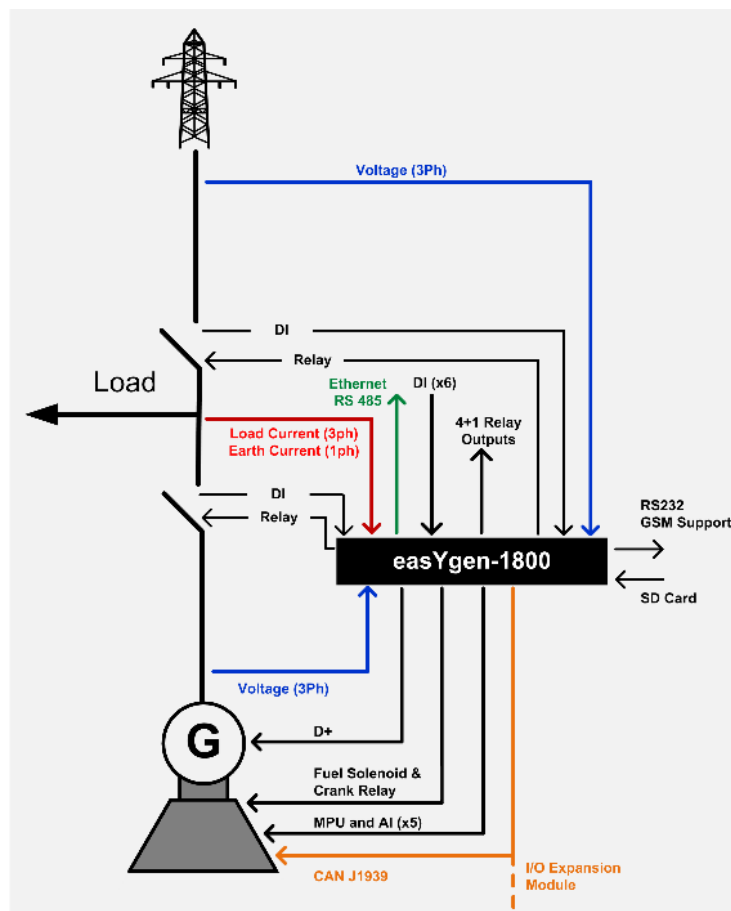 Voltage (3Ph)
DI
Relay
Load
Ethernet
RS 485
DI (x6)
4+1 Relay
Outputs
Load Current (3ph)
Earth Current (1ph)
DI
Relay
RS232
GSM Support
easYgen-1800
SD Card
Voltage (3Ph)
G
D+
Fuel Solenoid &
Crank Relay
MPU and AI (x5)
CAN J1939
I/O Expansion
Module